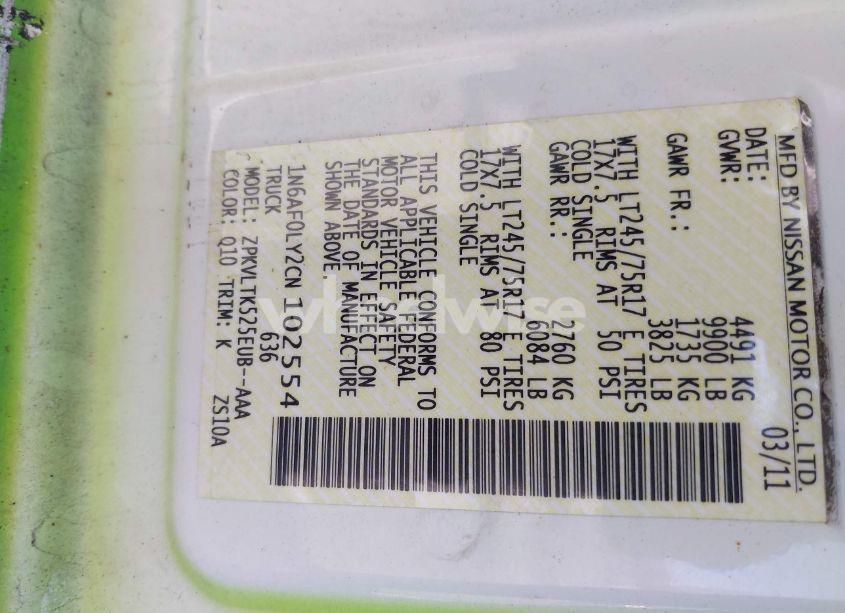 MFD BY NISSAN MOTOR CO., LTD.
DATE: 03/11
GVWR: 4491 KG
9900 LB
GAWR FR.: 1735 KG
3825 LB
WITH LT245/75R17 E TIRES
17X7.5 RIMS AT 50 PSI
COLD SINGLE
GAWR RR.: 2760 KG
6084 LB
WITH LT245/75R17 E TIRES
17X7.5 RIMS AT 80 PSI
COLD SINGLE
THIS VEHICLE CONFORMS TO
ALL APPLICABLE FEDERAL
MOTOR VEHICLE SAFETY
STANDARDS IN EFFECT ON
THE DATE OF MANUFACTURE
SHOWN ABOVE.
1N6AF0LY2CN102554
TRUCK 636
MODEL: ZPKVLTK525EUB--AAA
COLOR: Q10 TRIM: K ZS10A
wheelwise